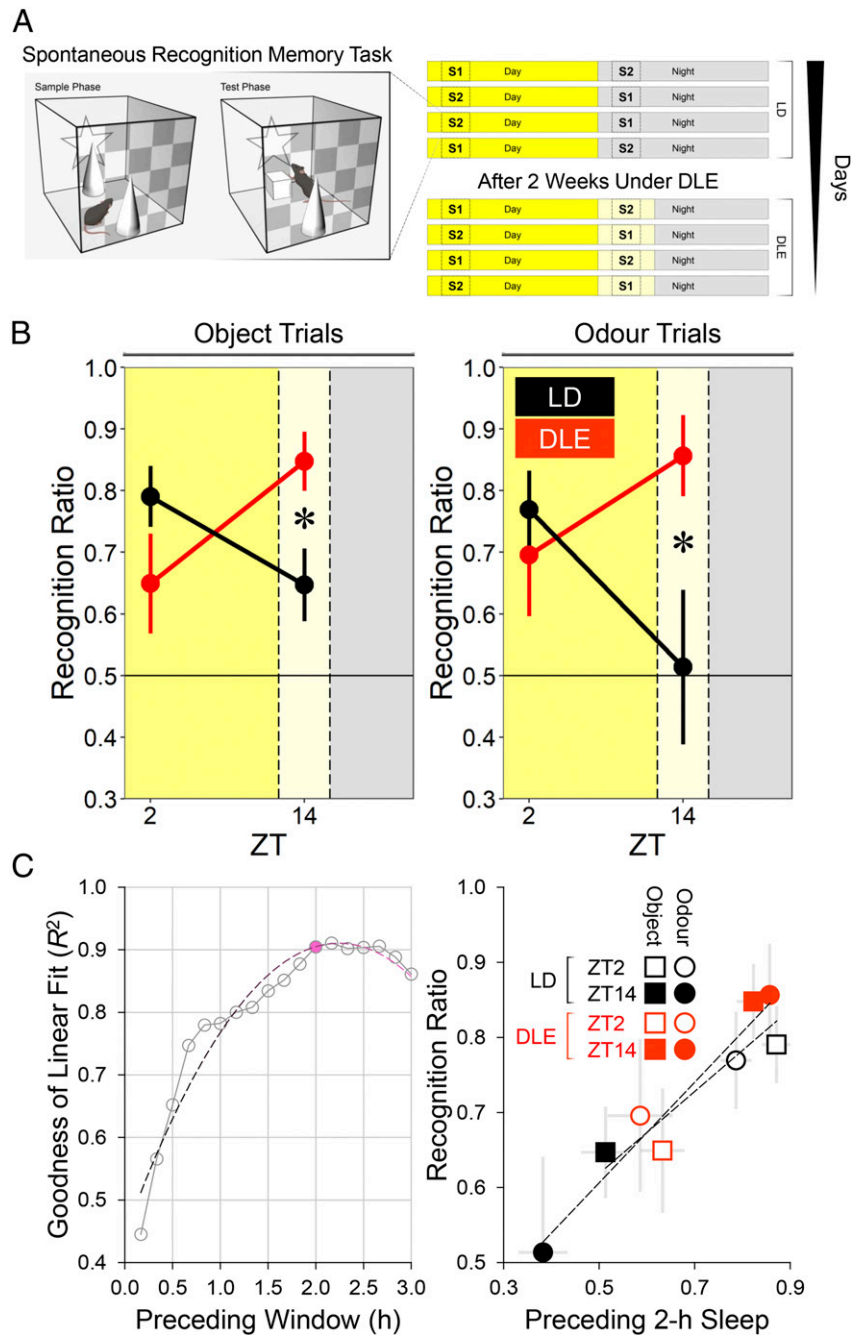 A
Spontaneous Recognition Memory Task
Sample Phase
Test Phase
S1 Day S2 Night
S2 Day S1 Night
S2 Day S1 Night
S1 Day S2 Night
LD
After 2 Weeks Under DLE
S1 Day S2 Night
S2 Day S1 Night
S1 Day S2 Night
S2 Day S1 Night
DLE
Days
B
Object Trials
Recognition Ratio
1.0
0.9
0.8
0.7
0.6
0.5
0.4
0.3
*
2 14
ZT
Odour Trials
Recognition Ratio
1.0
0.9
0.8
0.7
0.6
0.5
0.4
0.3
LD
DLE
*
2 14
ZT
C
Goodness of Linear Fit (R²)
1.0
0.9
0.8
0.7
0.6
0.5
0.4
0.0 0.5 1.0 1.5 2.0 2.5 3.0
Preceding Window (h)
Recognition Ratio
1.0
0.9
0.8
0.7
0.6
0.5
Object Odour
LD ZT2
ZT14
DLE ZT2
ZT14
0.3 0.5 0.7 0.9
Preceding 2-h Sleep